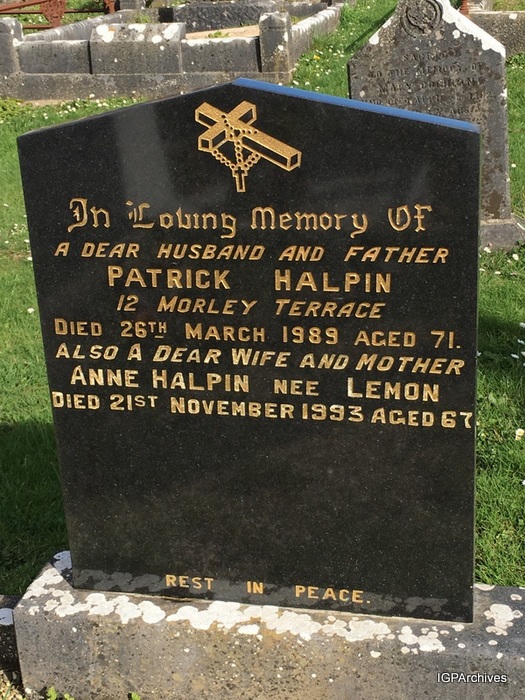 In Loving Memory Of
A DEAR HUSBAND AND FATHER
PATRICK HALPIN
12 MORLEY TERRACE
DIED 26TH MARCH 1989 AGED 71.
ALSO A DEAR WIFE AND MOTHER
ANNE HALPIN NEE LEMON
DIED 21ST NOVEMBER 1993 AGED 67
REST IN PEACE.
IGPArchives